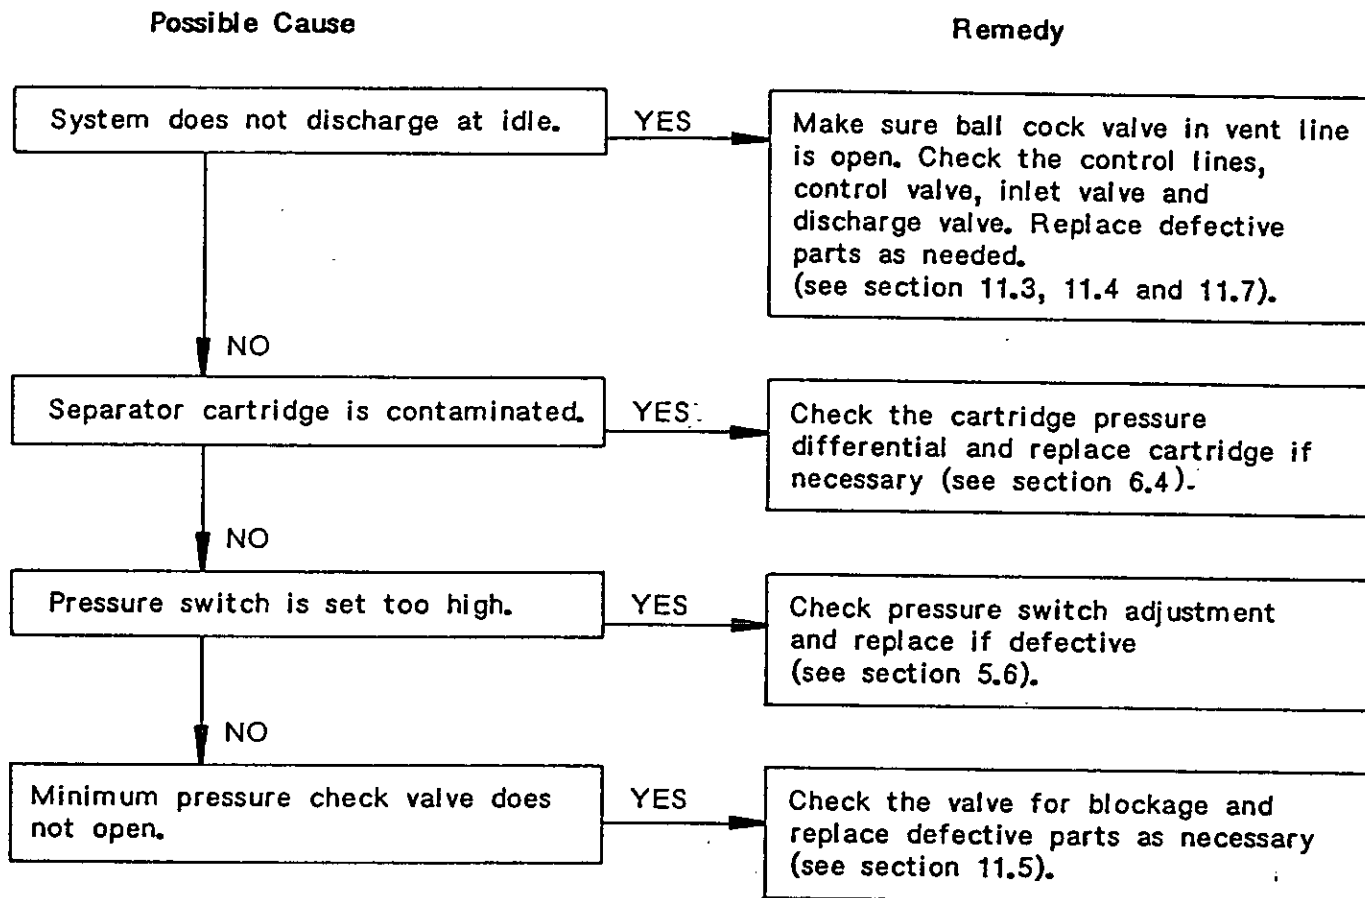 Possible Cause
Remedy
System does not discharge at idle.
YES
Make sure ball cock valve in vent line
is open. Check the control lines,
control valve, inlet valve and
discharge valve. Replace defective
parts as needed.
(see section 11.3, 11.4 and 11.7).
NO
Separator cartridge is contaminated.
YES
Check the cartridge pressure
differential and replace cartridge if
necessary (see section 6.4).
NO
Pressure switch is set too high.
YES
Check pressure switch adjustment
and replace if defective
(see section 5.6).
NO
Minimum pressure check valve does
not open.
YES
Check the valve for blockage and
replace defective parts as necessary
(see section 11.5).